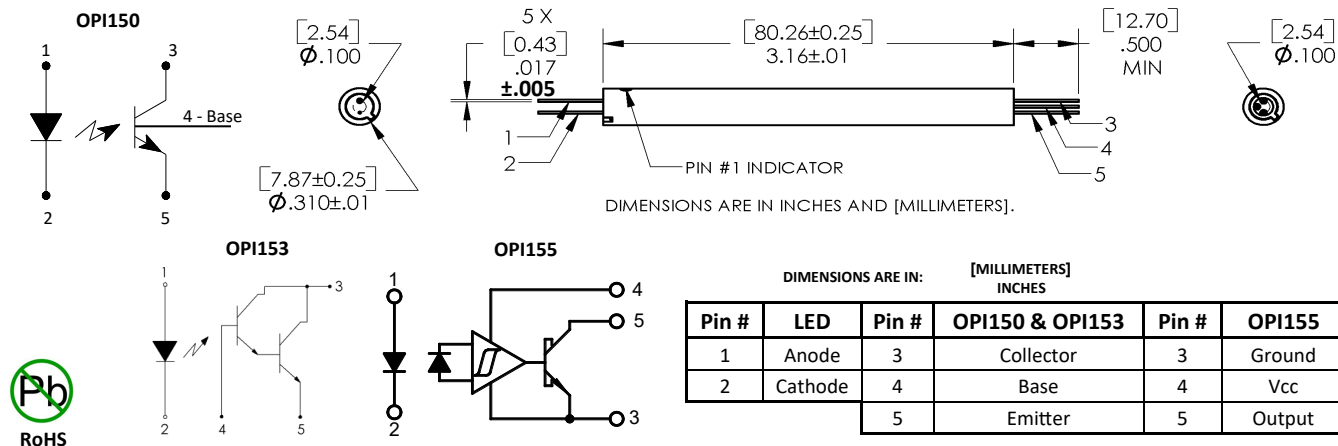 OPI150
1
3
4 - Base
2
5
[2.54]
Ø.100
[7.87±0.25]
Ø.310±.01
5 X
[0.43]
.017
±.005
[80.26±0.25]
3.16±.01
[12.70]
.500
MIN
[2.54]
Ø.100
1
2
PIN #1 INDICATOR
3
4
5
DIMENSIONS ARE IN INCHES AND [MILLIMETERS].
OPI153
1
3
2
4
5
OPI155
1
2
4
5
3
Pb
RoHS
DIMENSIONS ARE IN:
[MILLIMETERS]
INCHES
Pin # LED Pin # OPI150 & OPI153 Pin # OPI155
1 Anode 3 Collector 3 Ground
2 Cathode 4 Base 4 Vcc
5 Emitter 5 Output